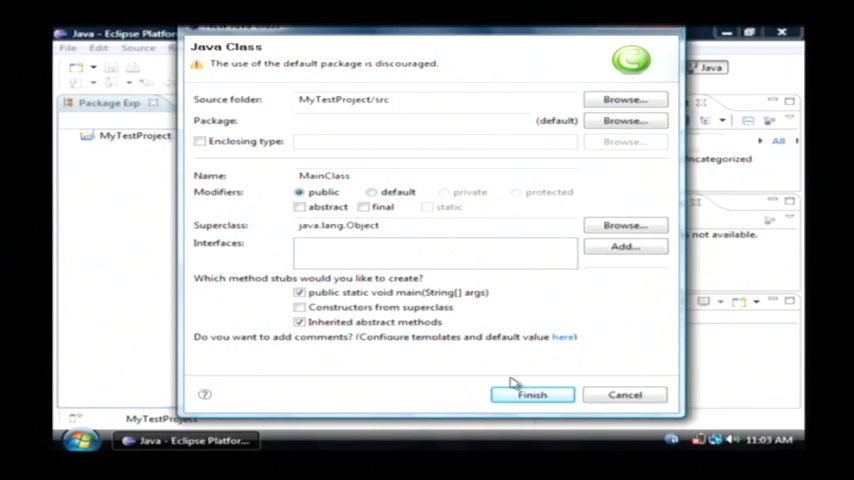 Java - Eclipse Platfor
File Edit Source
Java Class
The use of the default package is discouraged.
Java
Package Exp
Source folder: MyTestProject/src Browse...
Package: (default) Browse...
MyTestProject
Enclosing type: Browse...
All
ncategorized
Name: MainClass
Modifiers: public default private protected
abstract final static
Superclass: java.lang.Object Browse...
Interfaces: Add...
s not available.
Which method stubs would you like to create?
public static void main(String[] args)
Constructors from superclass
Inherited abstract methods
Do you want to add comments? (Configure templates and default value here)
Finish Cancel
MyTestProje
Java - Eclipse Platfor... 11:03 AM